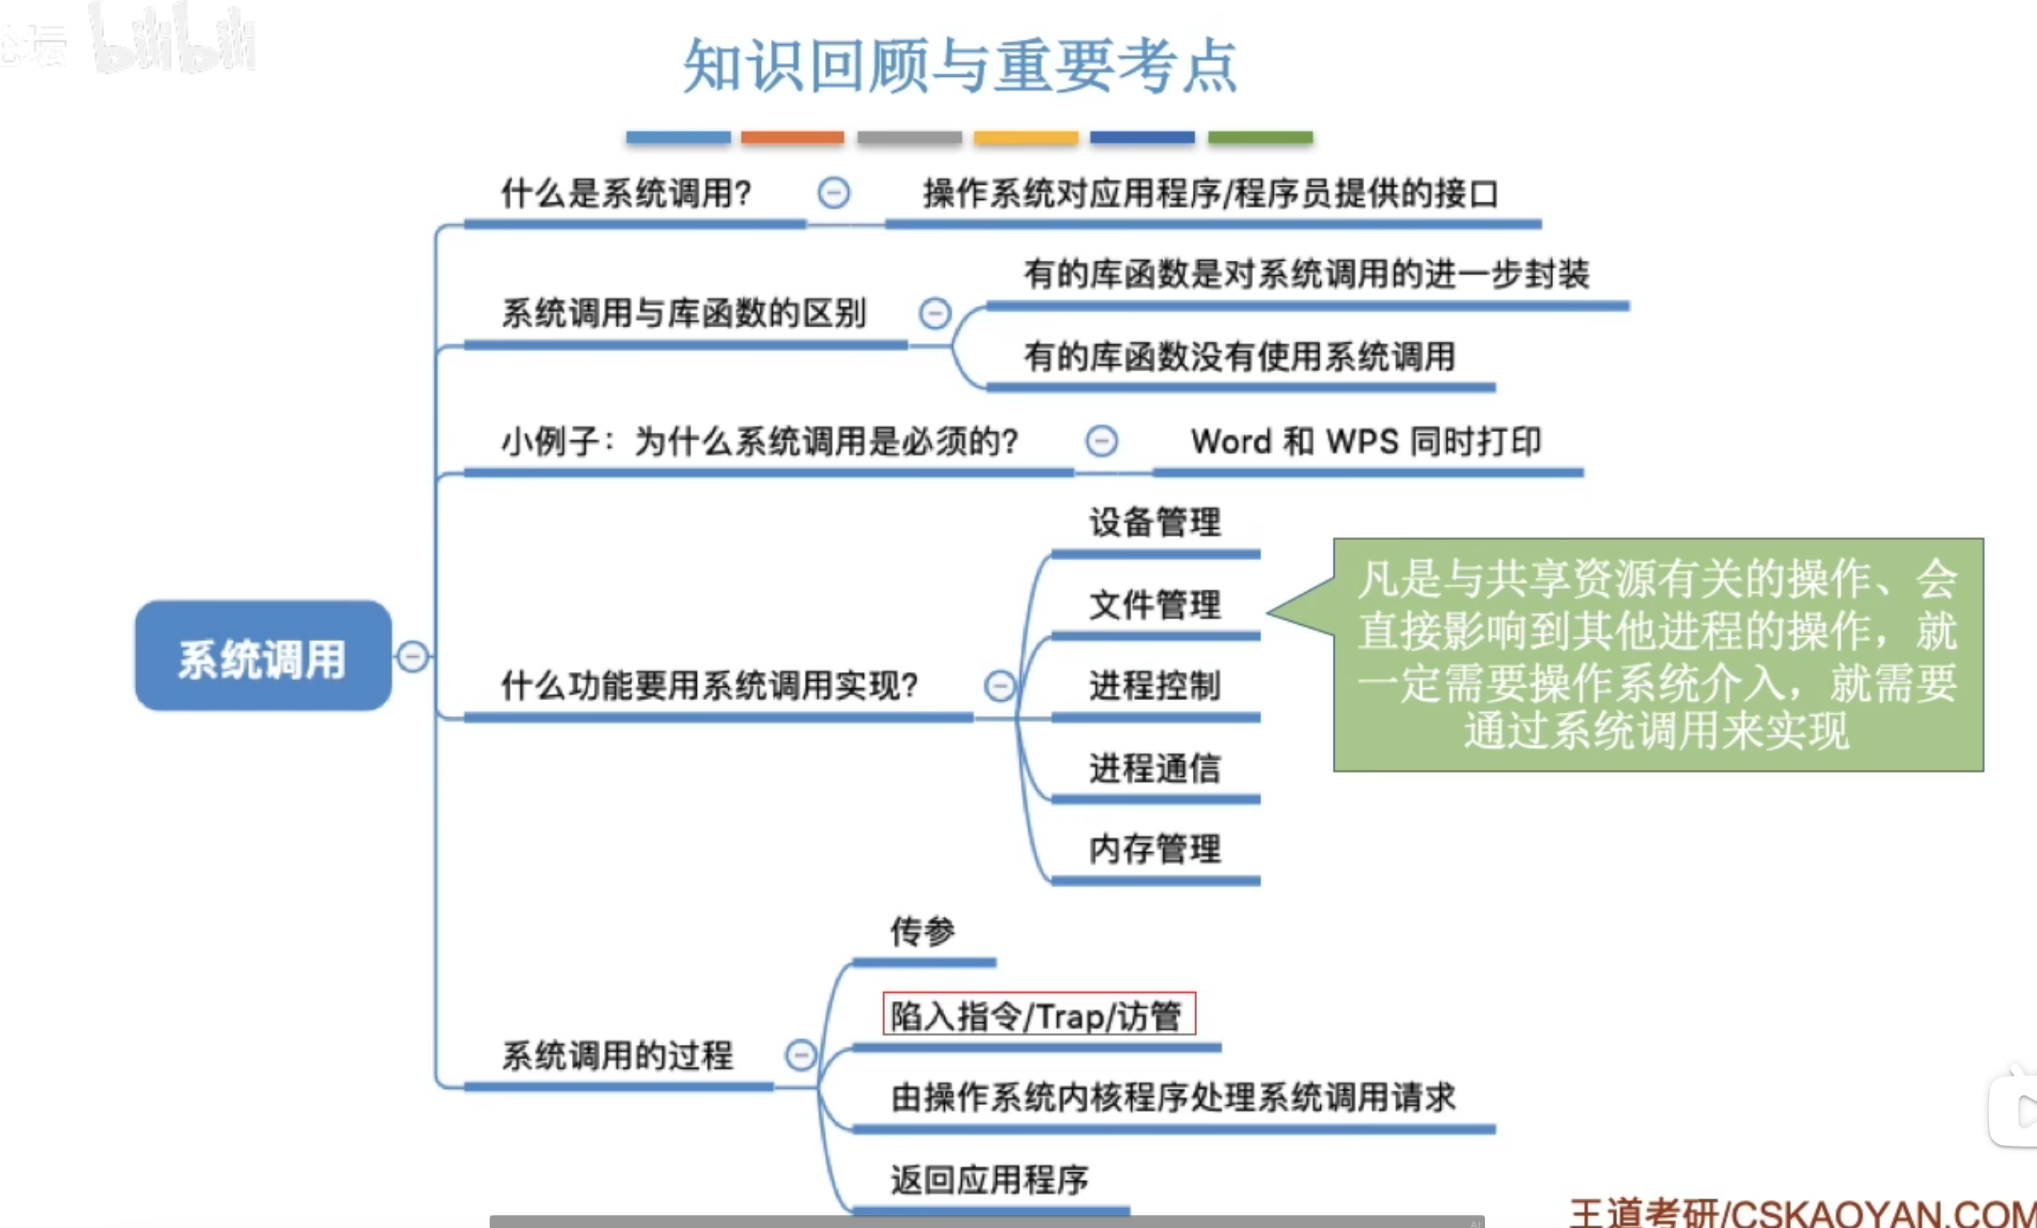 论坛 bilibili
知识回顾与重要考点
什么是系统调用?
操作系统对应用程序/程序员提供的接口
系统调用与库函数的区别
有的库函数是对系统调用的进一步封装
有的库函数没有使用系统调用
小例子：为什么系统调用是必须的?
Word 和 WPS 同时打印
系统调用
什么功能要用系统调用实现?
设备管理
文件管理
进程控制
进程通信
内存管理
凡是与共享资源有关的操作、会
直接影响到其他进程的操作，就
一定需要操作系统介入，就需要
通过系统调用来实现
系统调用的过程
传参
陷入指令/Trap/访管
由操作系统内核程序处理系统调用请求
返回应用程序
王道考研/CSKAOYAN.COM